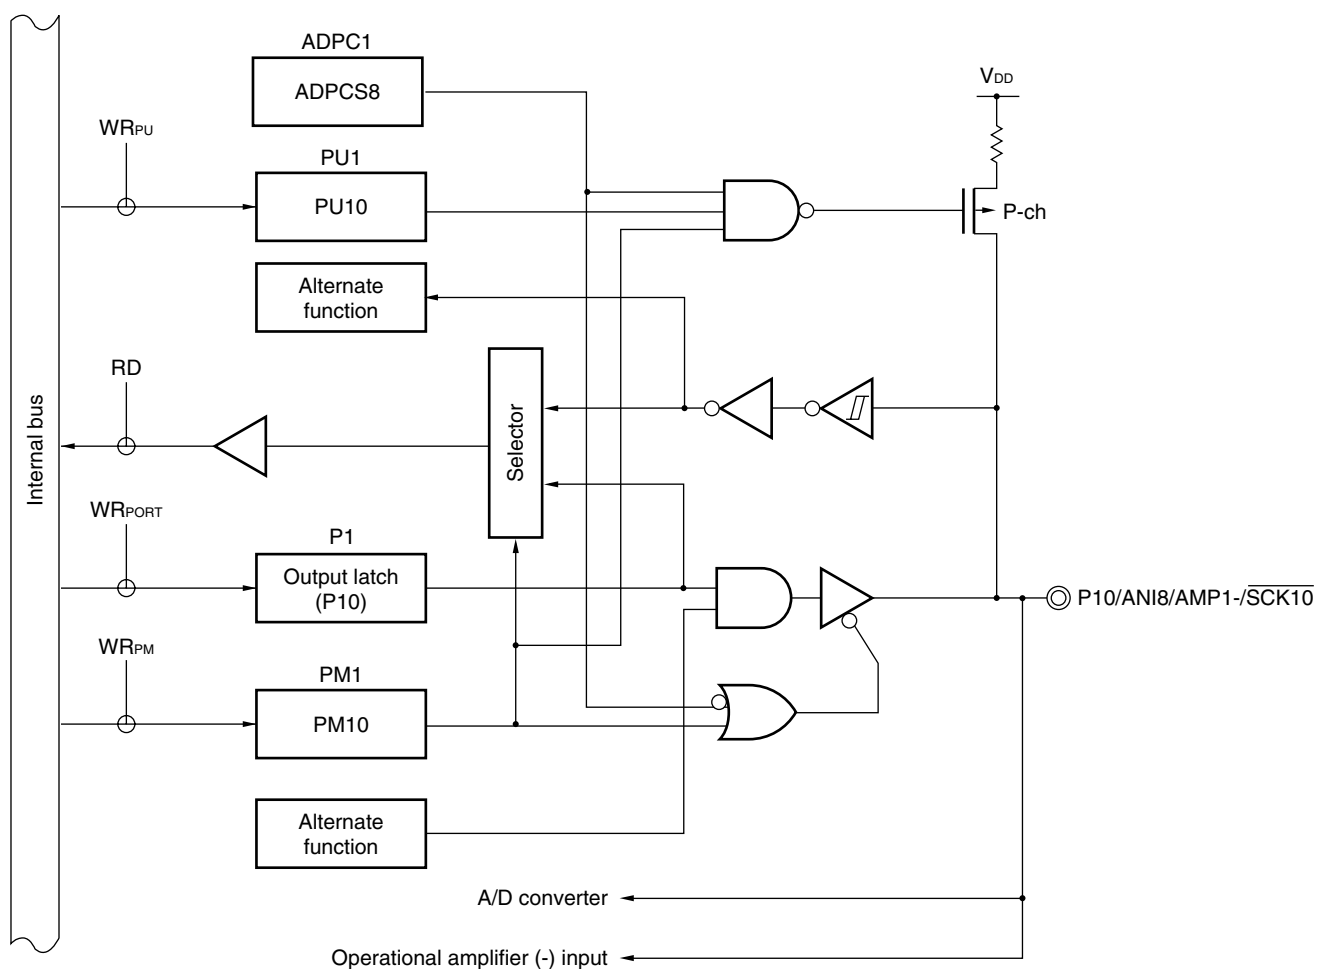 ADPC1
ADPCS8
VDD
WRPU
PU1
PU10
P-ch
Alternate
function
RD
Selector
Internal bus
WRPORT
P1
Output latch
(P10)
P10/ANI8/AMP1-/SCK10
WRPM
PM1
PM10
Alternate
function
A/D converter
Operational amplifier (-) input